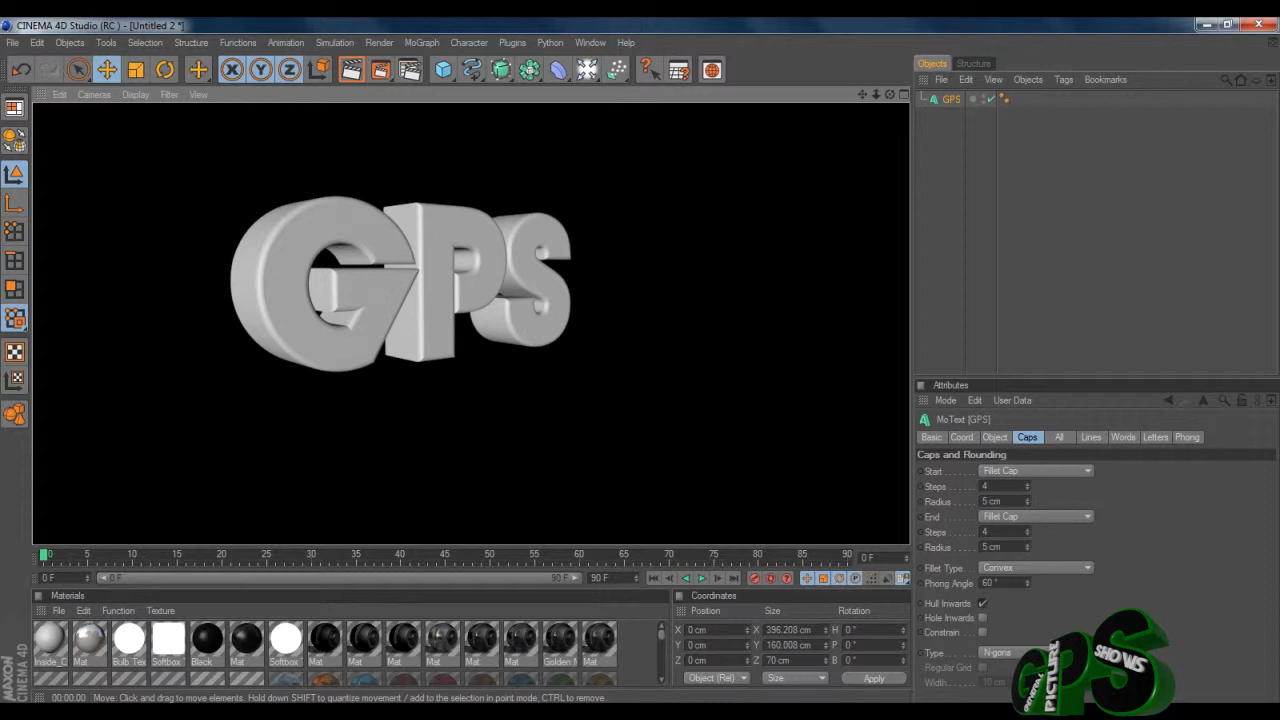 CINEMA 4D Studio (RC ) - [Untitled 2 *]
File Edit Objects Tools Selection Structure Functions Animation Simulation Render MoGraph Character Plugins Python Window Help
X Y Z
Objects Structure
File Edit View Objects Tags Bookmarks
Edit Cameras Display Filter View
GPS
GPS
Attributes
Mode Edit User Data
MoText [GPS]
Basic Coord. Object Caps All Lines Words Letters Phong
Caps and Rounding
Start Fillet Cap
Steps 4
Radius 5 cm
End Fillet Cap
Steps 4
Radius 5 cm
Fillet Type Convex
Phong Angle 60 °
Hull Inwards
Hole Inwards
Constrain
Type N-gons
Regular Grid
Width 10 cm
0 5 10 15 20 25 30 35 40 45 50 55 60 65 70 75 80 85 90 0 F
0 F 0 F 90 F 90 F
Materials
File Edit Function Texture
Inside_C Mat Bulb Tex Softbox Black Mat Softbox Mat Mat Mat Mat Mat Mat Golden M Mat
Coordinates
Position Size Rotation
X 0 cm X 396.208 cm H 0 °
Y 0 cm Y 160.008 cm P 0 °
Z 0 cm Z 70 cm B 0 °
Object (Rel) Size Apply
MAXON
CINEMA 4D
00:00:00 Move: Click and drag to move elements. Hold down SHIFT to quantize movement / add to the selection in point mode, CTRL to remove.
GPS
PICTURE
SHOWS